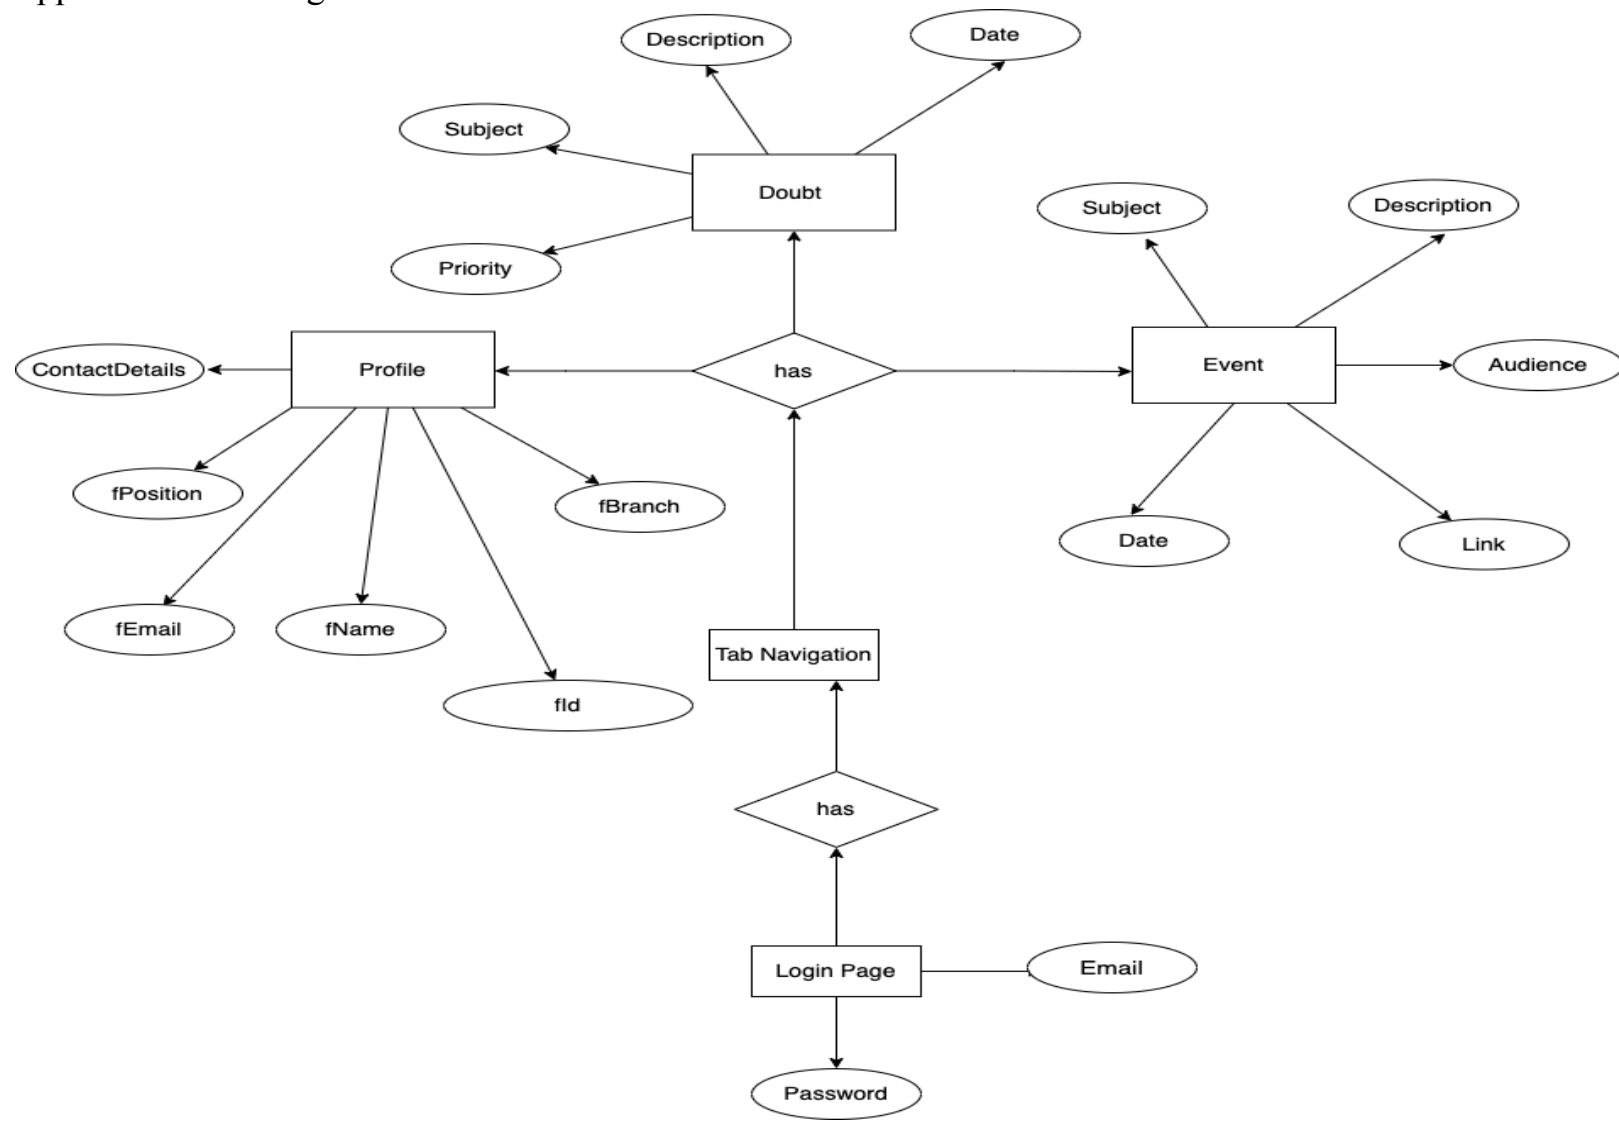 Description
Date
Subject
Doubt
Subject
Description
Priority
ContactDetails
Profile
has
Event
Audience
fPosition
fBranch
Date
Link
fEmail
fName
Tab Navigation
fId
has
Login Page
Email
Password